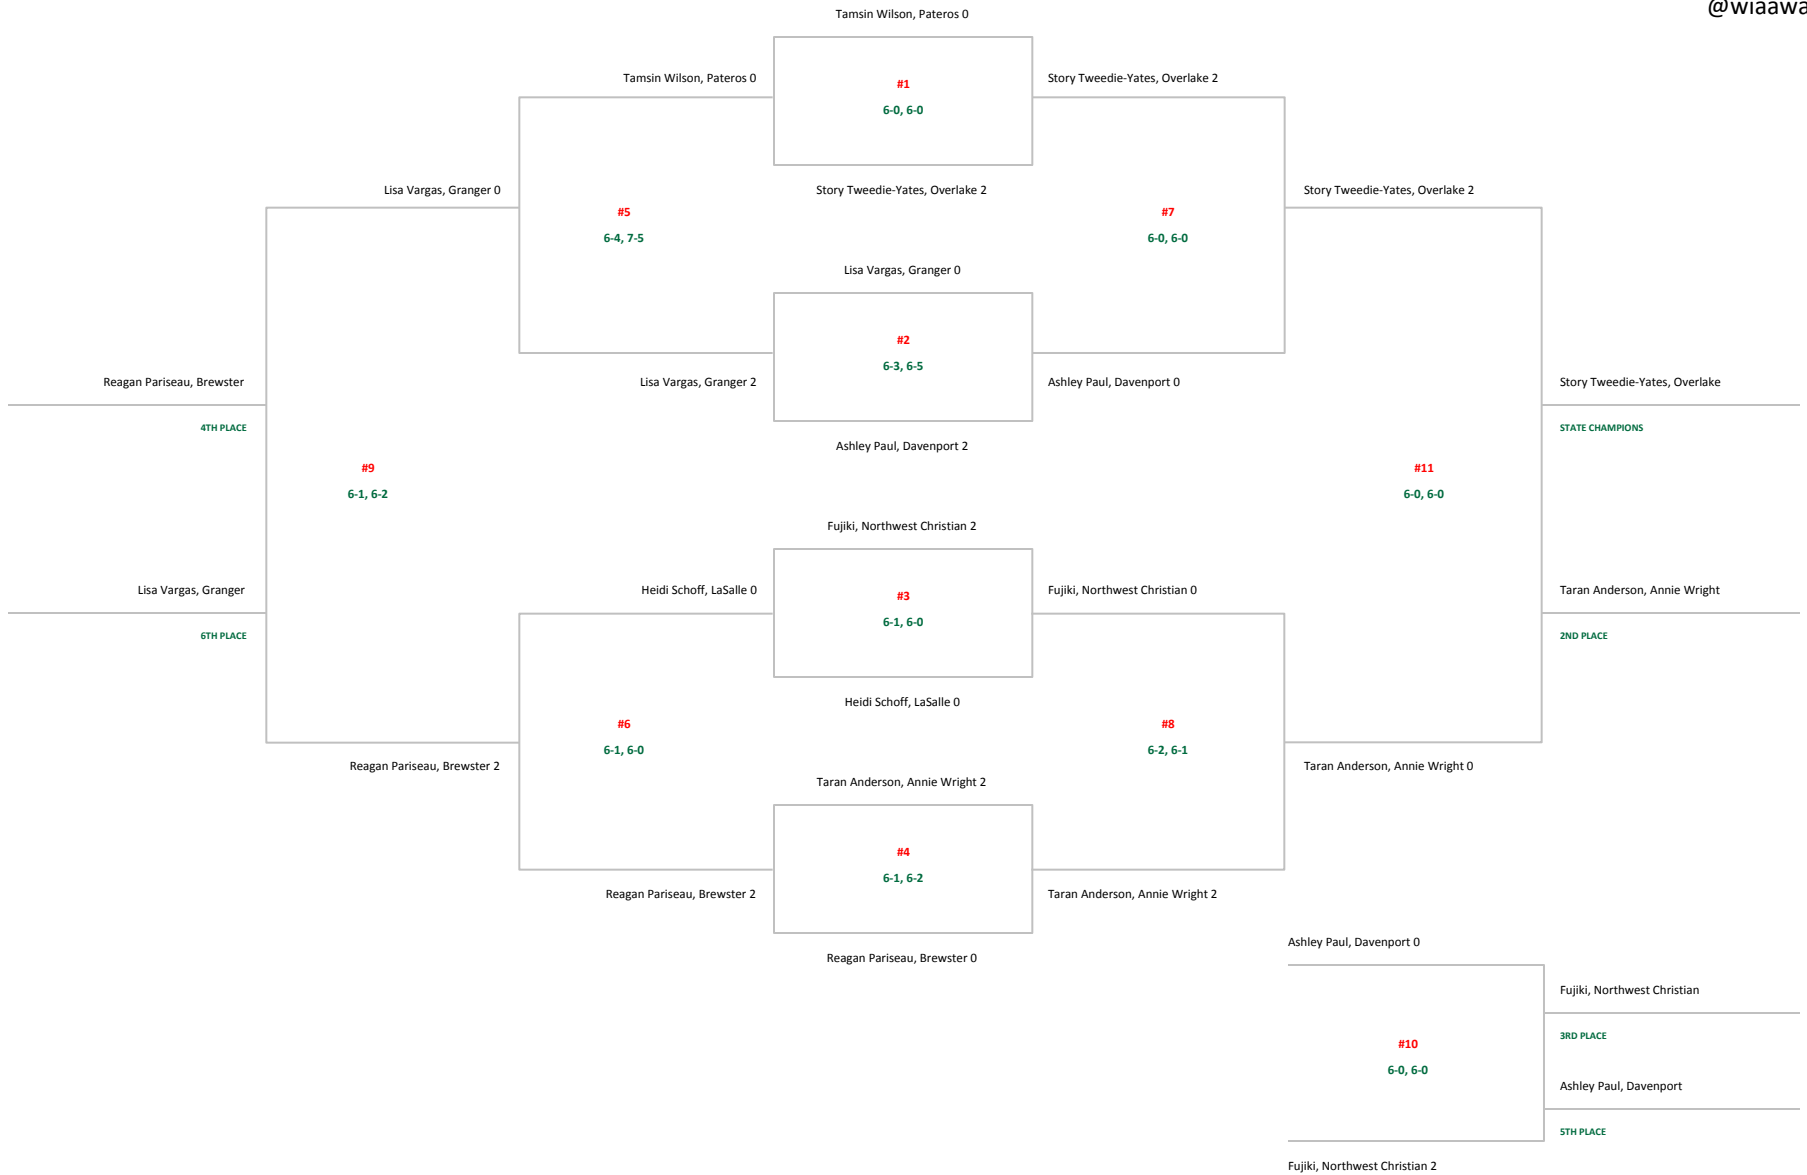 @wiaawa
Tamsin Wilson, Pateros 0
Tamsin Wilson, Pateros 0
#1
Story Tweedie-Yates, Overlake 2
6-0, 6-0
Lisa Vargas, Granger 0
Story Tweedie-Yates, Overlake 2
Story Tweedie-Yates, Overlake 2
#5
#7
6-4, 7-5
6-0, 6-0
Lisa Vargas, Granger 0
#2
6-3, 6-5
Reagan Pariseau, Brewster
Lisa Vargas, Granger 2
Ashley Paul, Davenport 0
Story Tweedie-Yates, Overlake
4TH PLACE
STATE CHAMPIONS
Ashley Paul, Davenport 2
#9
#11
6-1, 6-2
6-0, 6-0
Fujiki, Northwest Christian 2
Lisa Vargas, Granger
Heidi Schoff, LaSalle 0
#3
Fujiki, Northwest Christian 0
Taran Anderson, Annie Wright
6-1, 6-0
6TH PLACE
2ND PLACE
Heidi Schoff, LaSalle 0
#6
#8
6-1, 6-0
6-2, 6-1
Reagan Pariseau, Brewster 2
Taran Anderson, Annie Wright 0
Taran Anderson, Annie Wright 2
#4
6-1, 6-2
Reagan Pariseau, Brewster 2
Taran Anderson, Annie Wright 2
Ashley Paul, Davenport 0
Reagan Pariseau, Brewster 0
Fujiki, Northwest Christian
3RD PLACE
#10
6-0, 6-0
Ashley Paul, Davenport
5TH PLACE
Fujiki, Northwest Christian 2